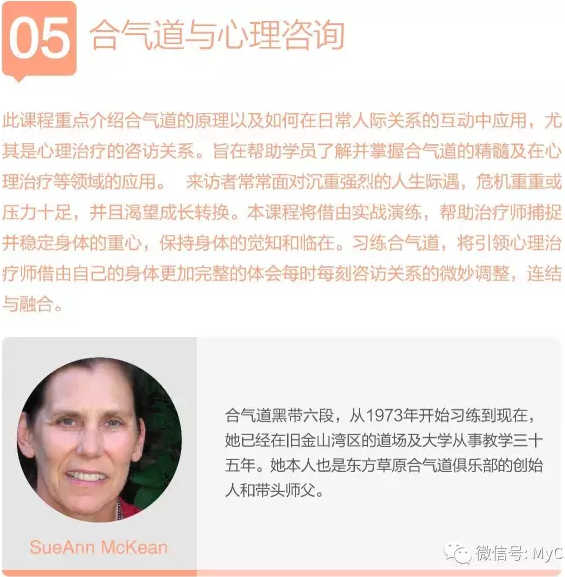 05
合气道与心理咨询
此课程重点介绍合气道的原理以及如何在日常人际关系的互动中应用，尤
其是心理治疗的咨访关系。旨在帮助学员了解并掌握合气道的精髓及在心
理治疗等领域的应用。 来访者常常面对沉重强烈的人生际遇，危机重重或
压力十足，并且渴望成长转换。本课程将借由实战演练，帮助治疗师捕捉
并稳定身体的重心，保持身体的党知和临在。习练合气道，将引领心理治
疗师借由自己的身体更加完整的体会每时每刻咨访关系的微妙调整，连结
与融合。
合气道黑带六段，从1973年开始习练到现在，
她已经在旧金山湾区的道场及大学从事教学三十
五年。她本人也是东方草原合气道俱乐部的创始
人和带头师父。
SueAnn McKean
微信号: MyC